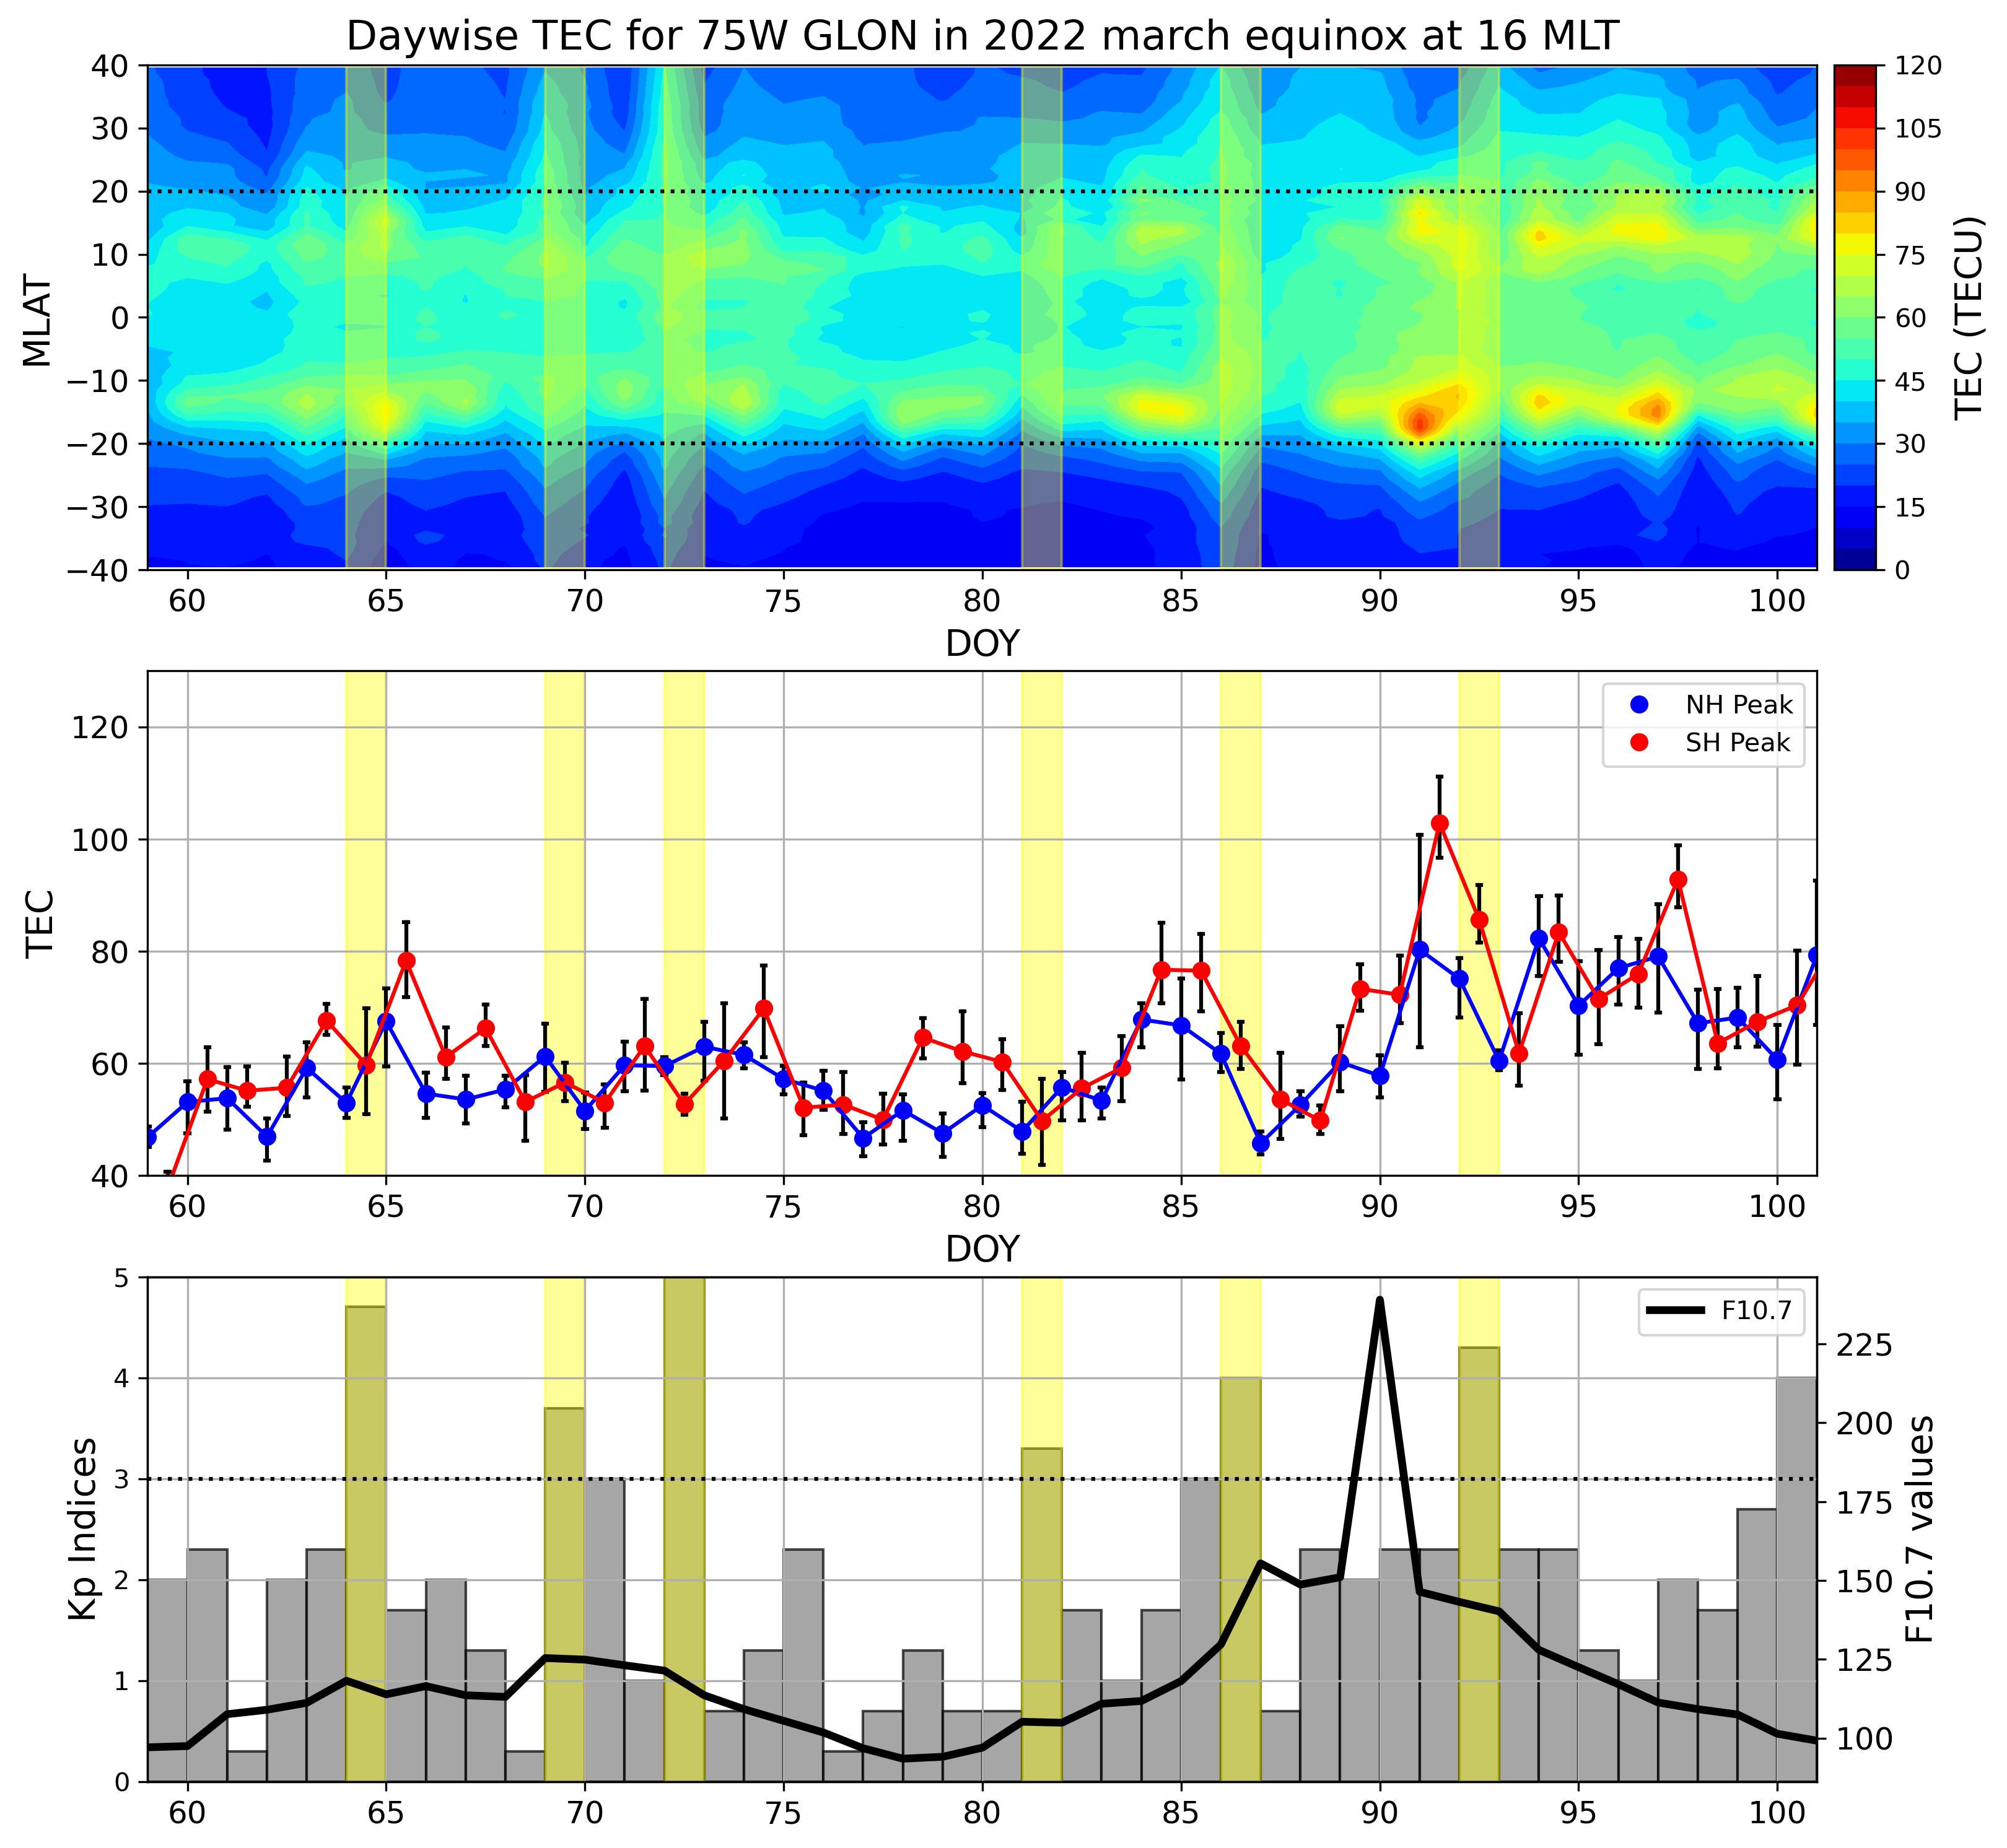 Daywise TEC for 75W GLON in 2022 march equinox at 16 MLT
40
30
20
10
0
−10
−20
−30
−40
MLAT
60 65 70 75 80 85 90 95 100
DOY
120
105
90
75
60
45
30
15
0
TEC (TECU)
120
100
80
60
40
TEC
NH Peak
SH Peak
60 65 70 75 80 85 90 95 100
DOY
5
4
3
2
1
0
Kp Indices
F10.7
225
200
175
150
125
100
F10.7 values
60 65 70 75 80 85 90 95 100